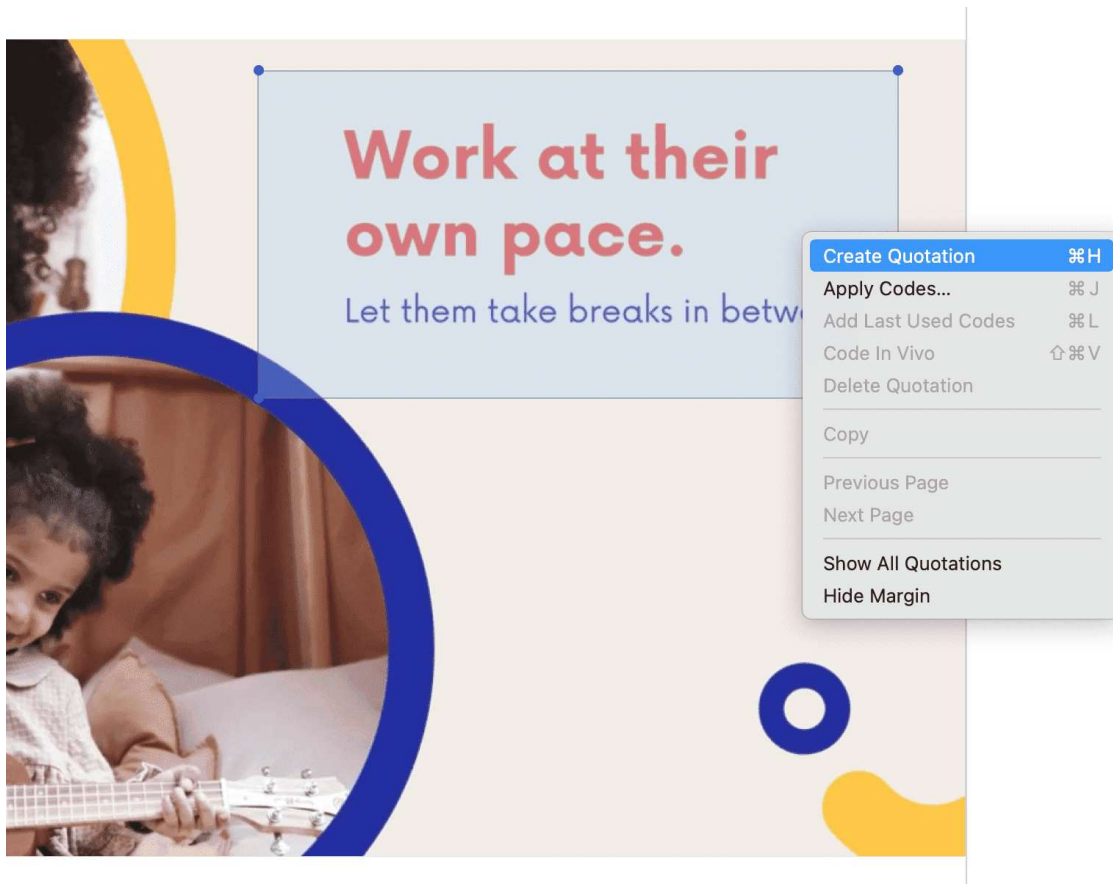 Work at their
own pace.
Let them take breaks in
Create Quotation ⌘H
Apply Codes... ⌘J
Add Last Used Codes ⌘L
Code In Vivo ⇧⌘V
Delete Quotation
Copy
Previous Page
Next Page
Show All Quotations
Hide Margin